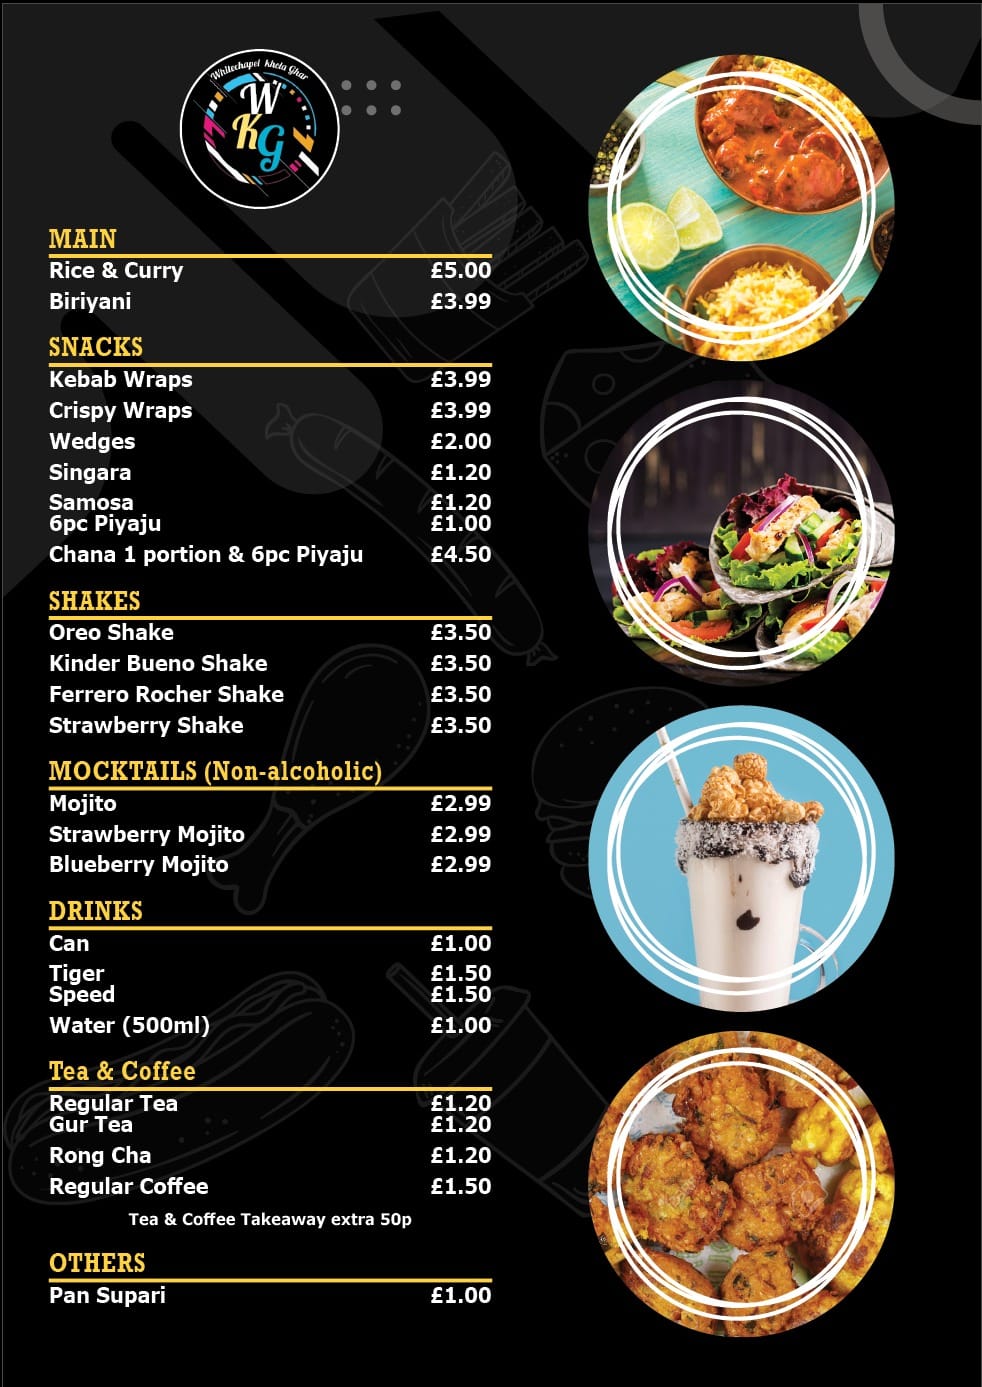 Whitechapel Khela Ghar
W
K
G
MAIN
Rice & Curry £5.00
Biriyani £3.99
SNACKS
Kebab Wraps £3.99
Crispy Wraps £3.99
Wedges £2.00
Singara £1.20
Samosa £1.20
6pc Piyaju £1.00
Chana 1 portion & 6pc Piyaju £4.50
SHAKES
Oreo Shake £3.50
Kinder Bueno Shake £3.50
Ferrero Rocher Shake £3.50
Strawberry Shake £3.50
MOCKTAILS (Non-alcoholic)
Mojito £2.99
Strawberry Mojito £2.99
Blueberry Mojito £2.99
DRINKS
Can £1.00
Tiger £1.50
Speed £1.50
Water (500ml) £1.00
Tea & Coffee
Regular Tea £1.20
Gur Tea £1.20
Rong Cha £1.20
Regular Coffee £1.50
Tea & Coffee Takeaway extra 50p
OTHERS
Pan Supari £1.00